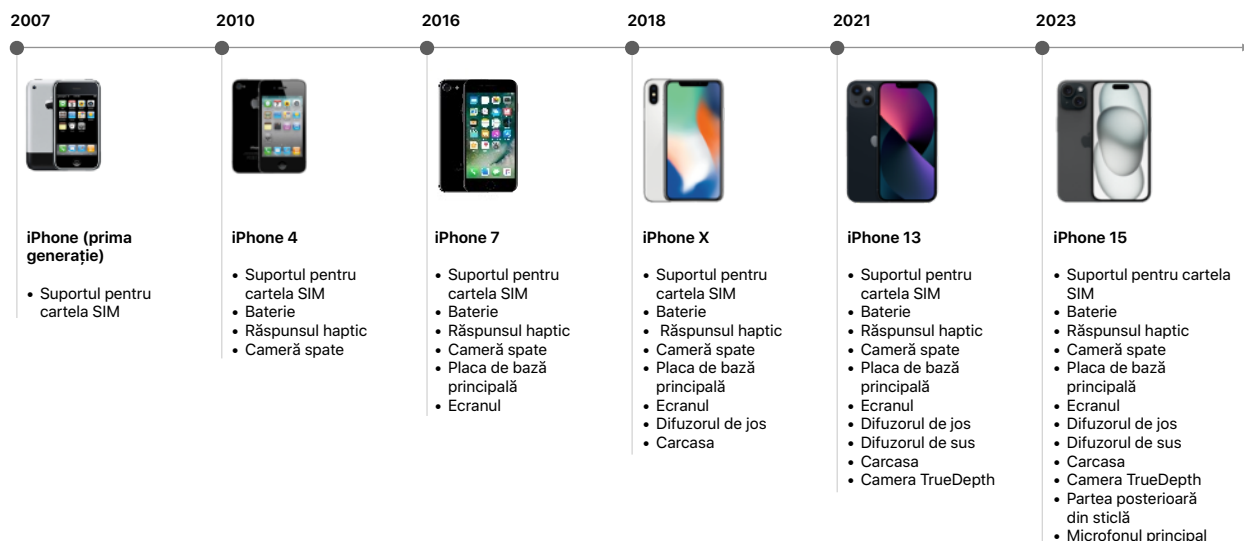 2007
2010
2016
2018
2021
2023
iPhone (prima
generație)
• Suportul pentru
cartela SIM
iPhone 4
• Suportul pentru
cartela SIM
• Baterie
• Răspunsul haptic
• Cameră spate
iPhone 7
• Suportul pentru
cartela SIM
• Baterie
• Răspunsul haptic
• Cameră spate
• Placa de bază
principală
• Ecranul
iPhone X
• Suportul pentru
cartela SIM
• Baterie
• Răspunsul haptic
• Cameră spate
• Placa de bază
principală
• Ecranul
• Difuzorul de jos
• Carcasa
iPhone 13
• Suportul pentru
cartela SIM
• Baterie
• Răspunsul haptic
• Cameră spate
• Placa de bază
principală
• Ecranul
• Difuzorul de jos
• Difuzorul de sus
• Carcasa
• Camera TrueDepth
iPhone 15
• Suportul pentru cartela
SIM
• Baterie
• Răspunsul haptic
• Cameră spate
• Placa de bază
principală
• Ecranul
• Difuzorul de jos
• Difuzorul de sus
• Carcasa
• Camera TrueDepth
• Partea posterioară
din sticlă
• Microfonul principal